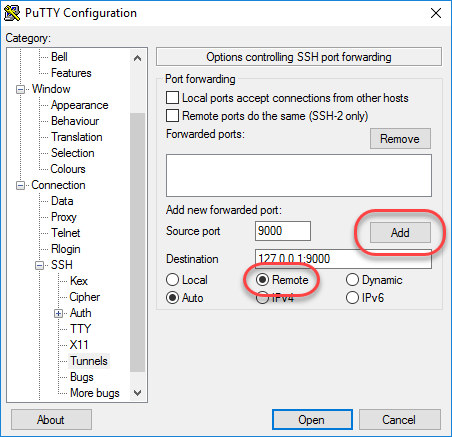 PuTTY Configuration
Category:
Bell
Features
Window
Appearance
Behaviour
Translation
Selection
Colours
Connection
Data
Proxy
Telnet
Rlogin
SSH
Kex
Cipher
Auth
TTY
X11
Tunnels
Bugs
More bugs
Options controlling SSH port forwarding
Port forwarding
Local ports accept connections from other hosts
Remote ports do the same (SSH-2 only)
Forwarded ports: Remove
Add new forwarded port:
Source port 9000 Add
Destination 127.0.0.1:9000
Local Remote Dynamic
Auto IPv4 IPv6
About Open Cancel